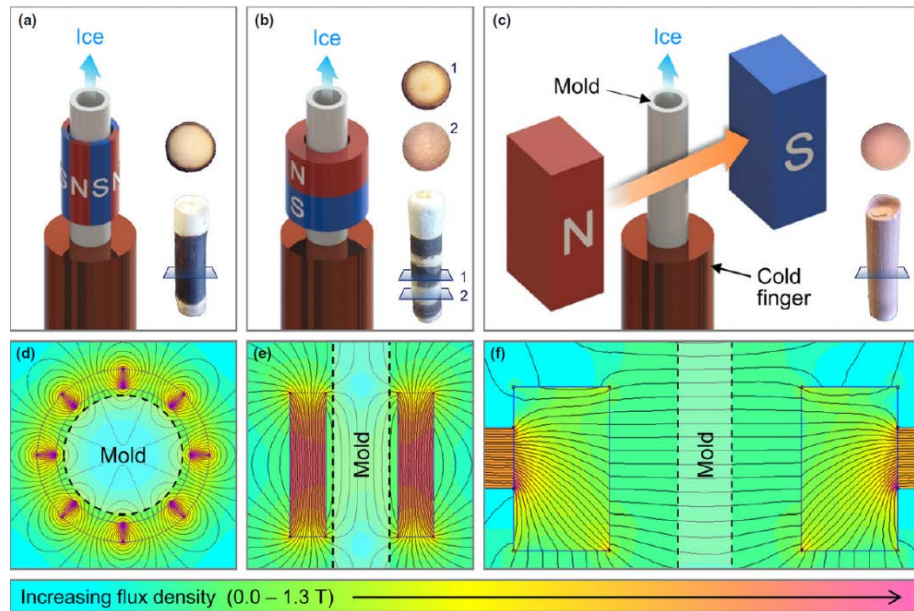 (a)
Ice
S
N
S
N
(b)
Ice
N
S
1
2
1
2
(c)
Ice
Mold
N
S
Cold
finger
(d)
Mold
(e)
Mold
(f)
Mold
Increasing flux density (0.0 – 1.3 T)